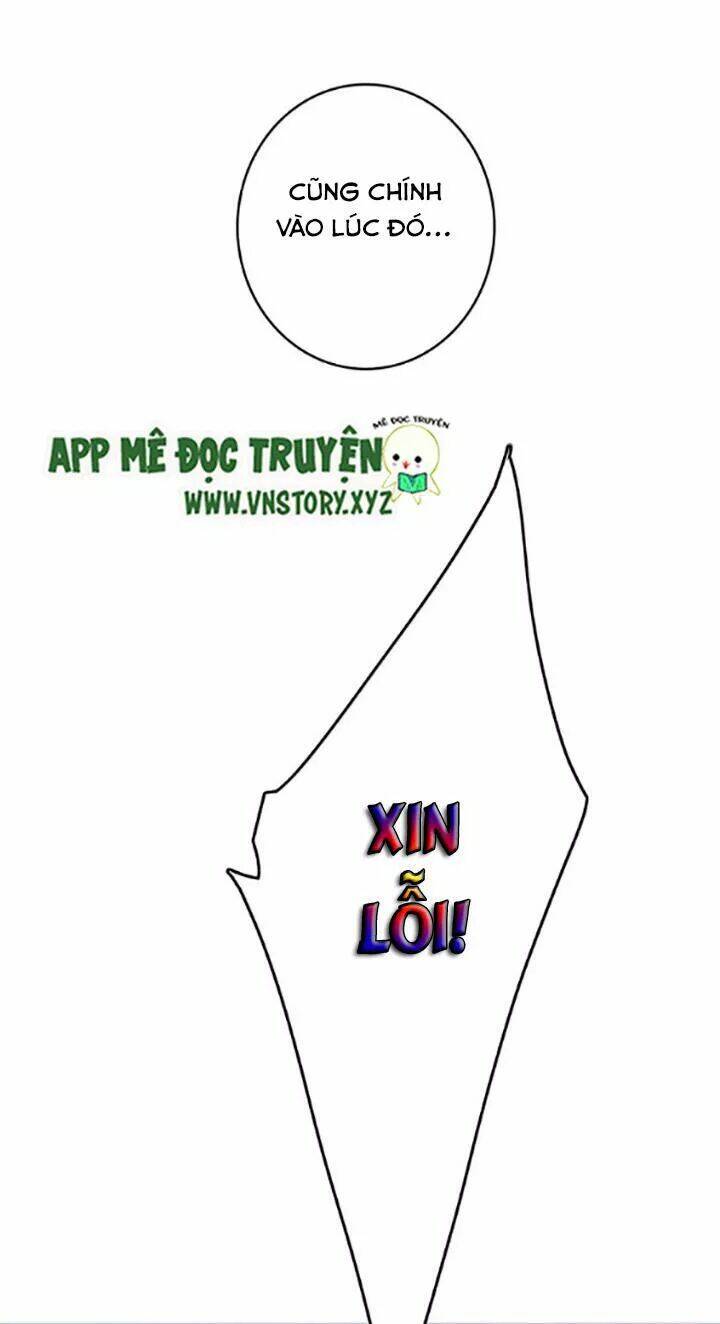 CŨNG CHÍNH
VÀO LÚC ĐÓ...
MÊ ĐỌC TRUYỆN
APP MÊ ĐỌC TRUYỆN
WWW.VNSTORY.XYZ
XIN
LỖI!